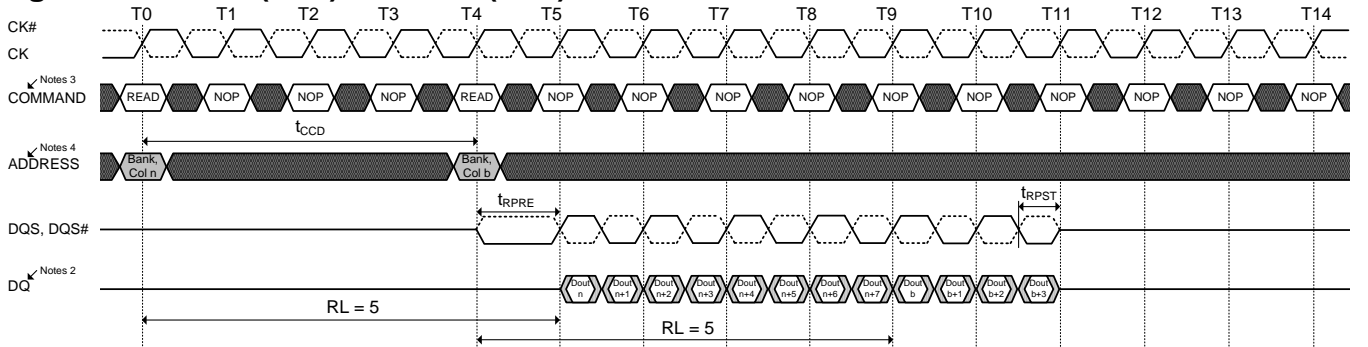 T0 T1 T2 T3 T4 T5 T6 T7 T8 T9 T10 T11 T12 T13 T14
CK#
CK
Notes 3
COMMAND READ NOP NOP NOP READ NOP NOP NOP NOP NOP NOP NOP NOP NOP NOP
tCCD
Notes 4
ADDRESS
Bank, Bank,
Col n Col b
tRPRE tRPST
DQS, DQS#
Notes 2
DQ
Dout Dout Dout Dout Dout Dout Dout Dout Dout Dout Dout Dout
n n+1 n+2 n+3 n+4 n+5 n+6 n+7 b b+1 b+2 b+3
RL = 5
RL = 5